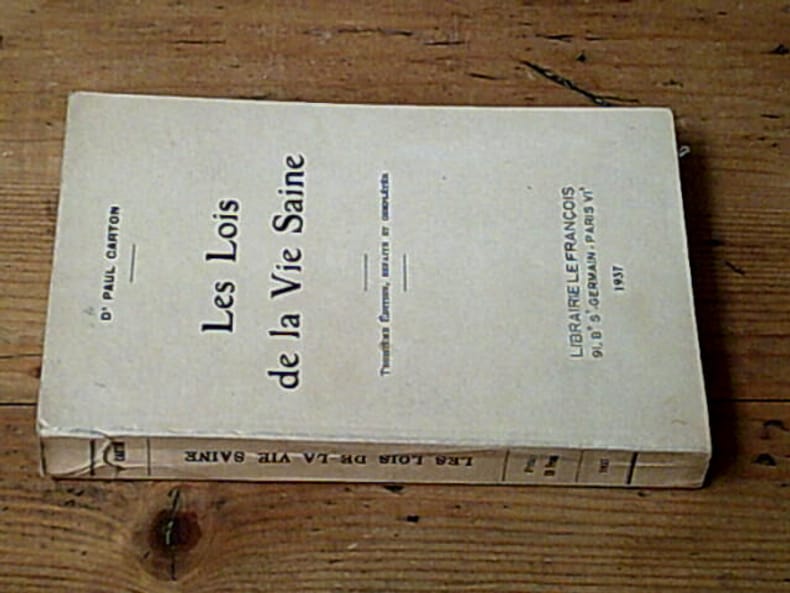 Dʳ PAUL CARTON
Les Lois
de la Vie Saine
Troisième Édition, refaite et complétée
LIBRAIRIE LE FRANÇOIS
91, Bᵈ Sᵗ-GERMAIN, PARIS VIᵉ
1937
LES LOIS DE LA VIE SAINE
1937